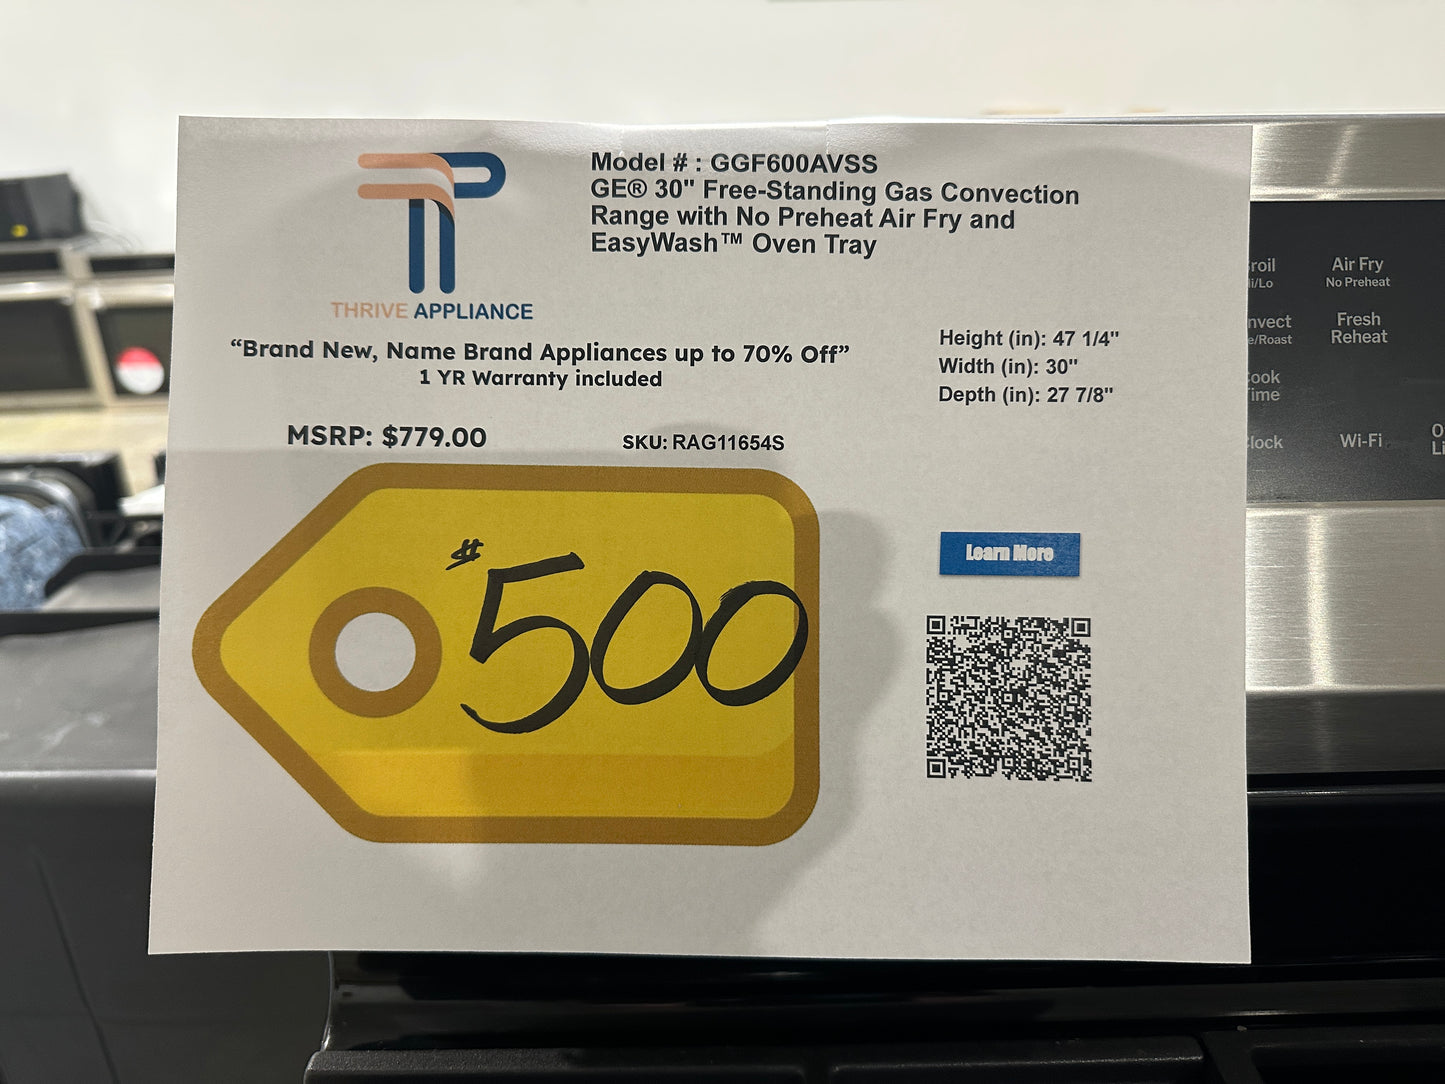 THRIVE APPLIANCE
Model # : GGF600AVSS
GE® 30" Free-Standing Gas Convection
Range with No Preheat Air Fry and
EasyWash™ Oven Tray
“Brand New, Name Brand Appliances up to 70% Off”
1 YR Warranty included
Height (in): 47 1/4"
Width (in): 30"
Depth (in): 27 7/8"
MSRP: $779.00
SKU: RAG11654S
$500
Learn More
Air Fry
No Preheat
Fresh
Reheat
Wi-Fi